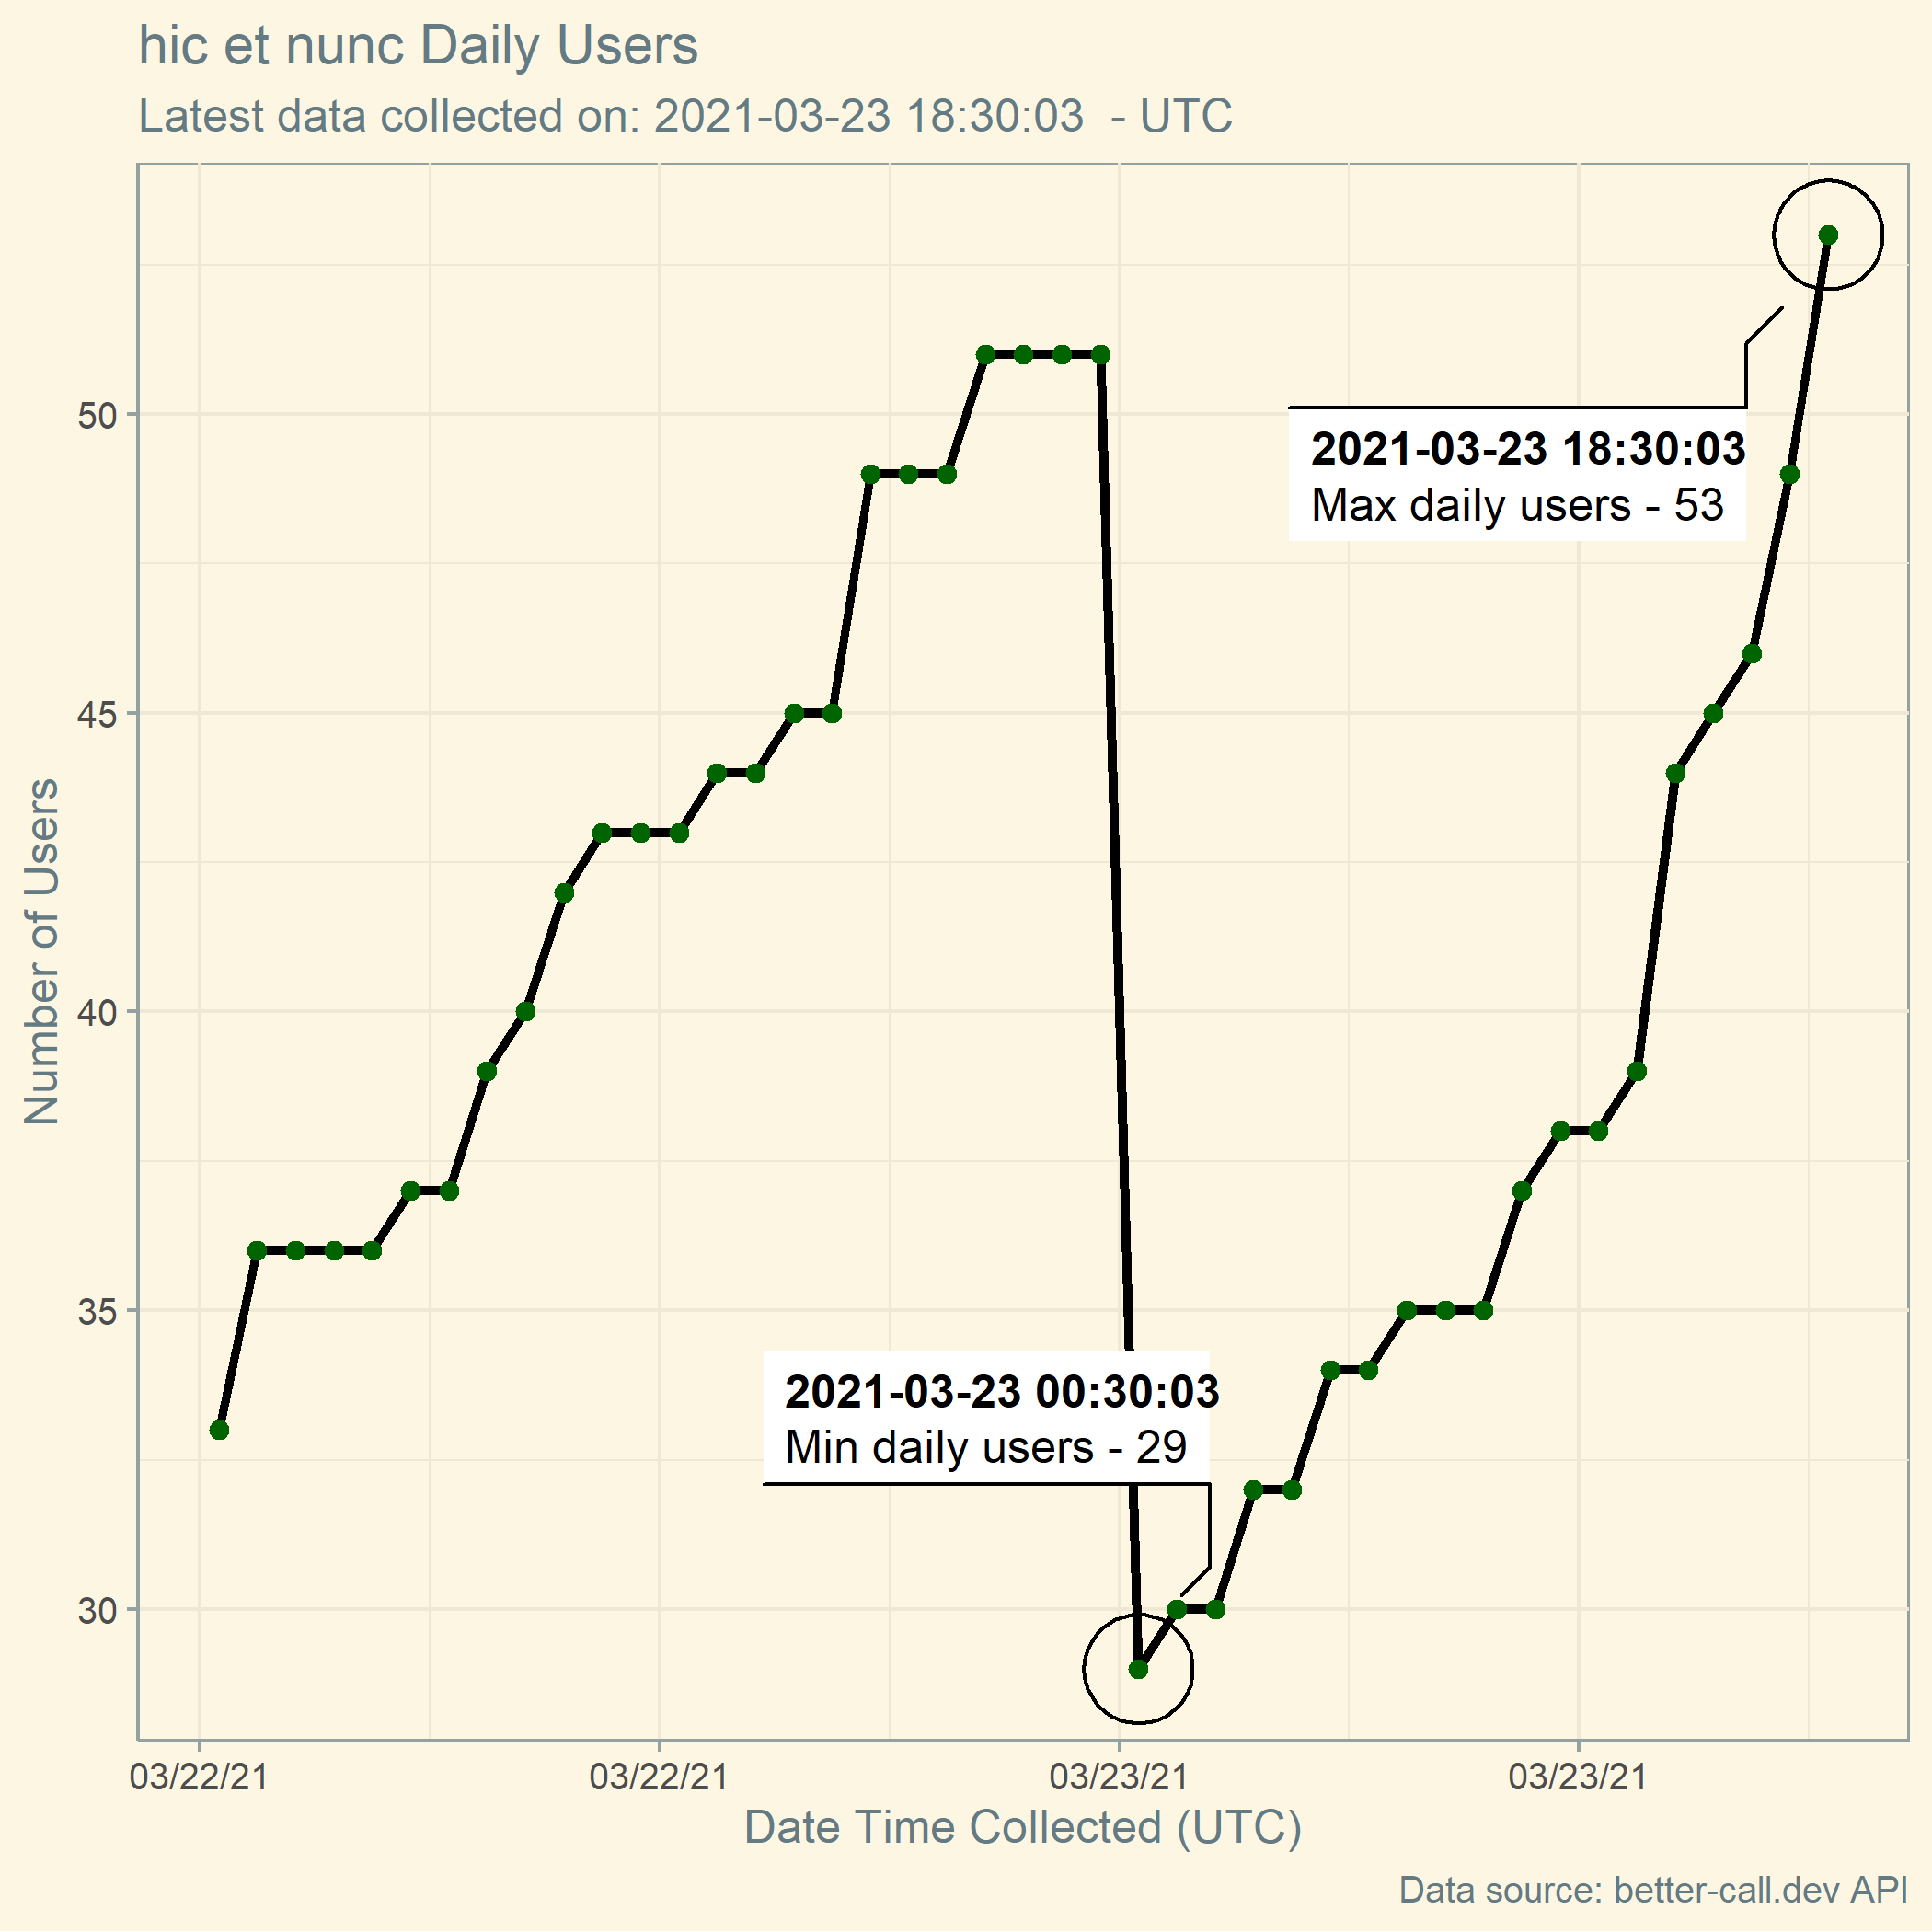 hic et nunc Daily Users
Latest data collected on: 2021-03-23 18:30:03  - UTC
Number of Users
50
45
40
35
30
2021-03-23 18:30:03
Max daily users - 53
2021-03-23 00:30:03
Min daily users - 29
03/22/21
03/22/21
03/23/21
03/23/21
Date Time Collected (UTC)
Data source: better-call.dev API